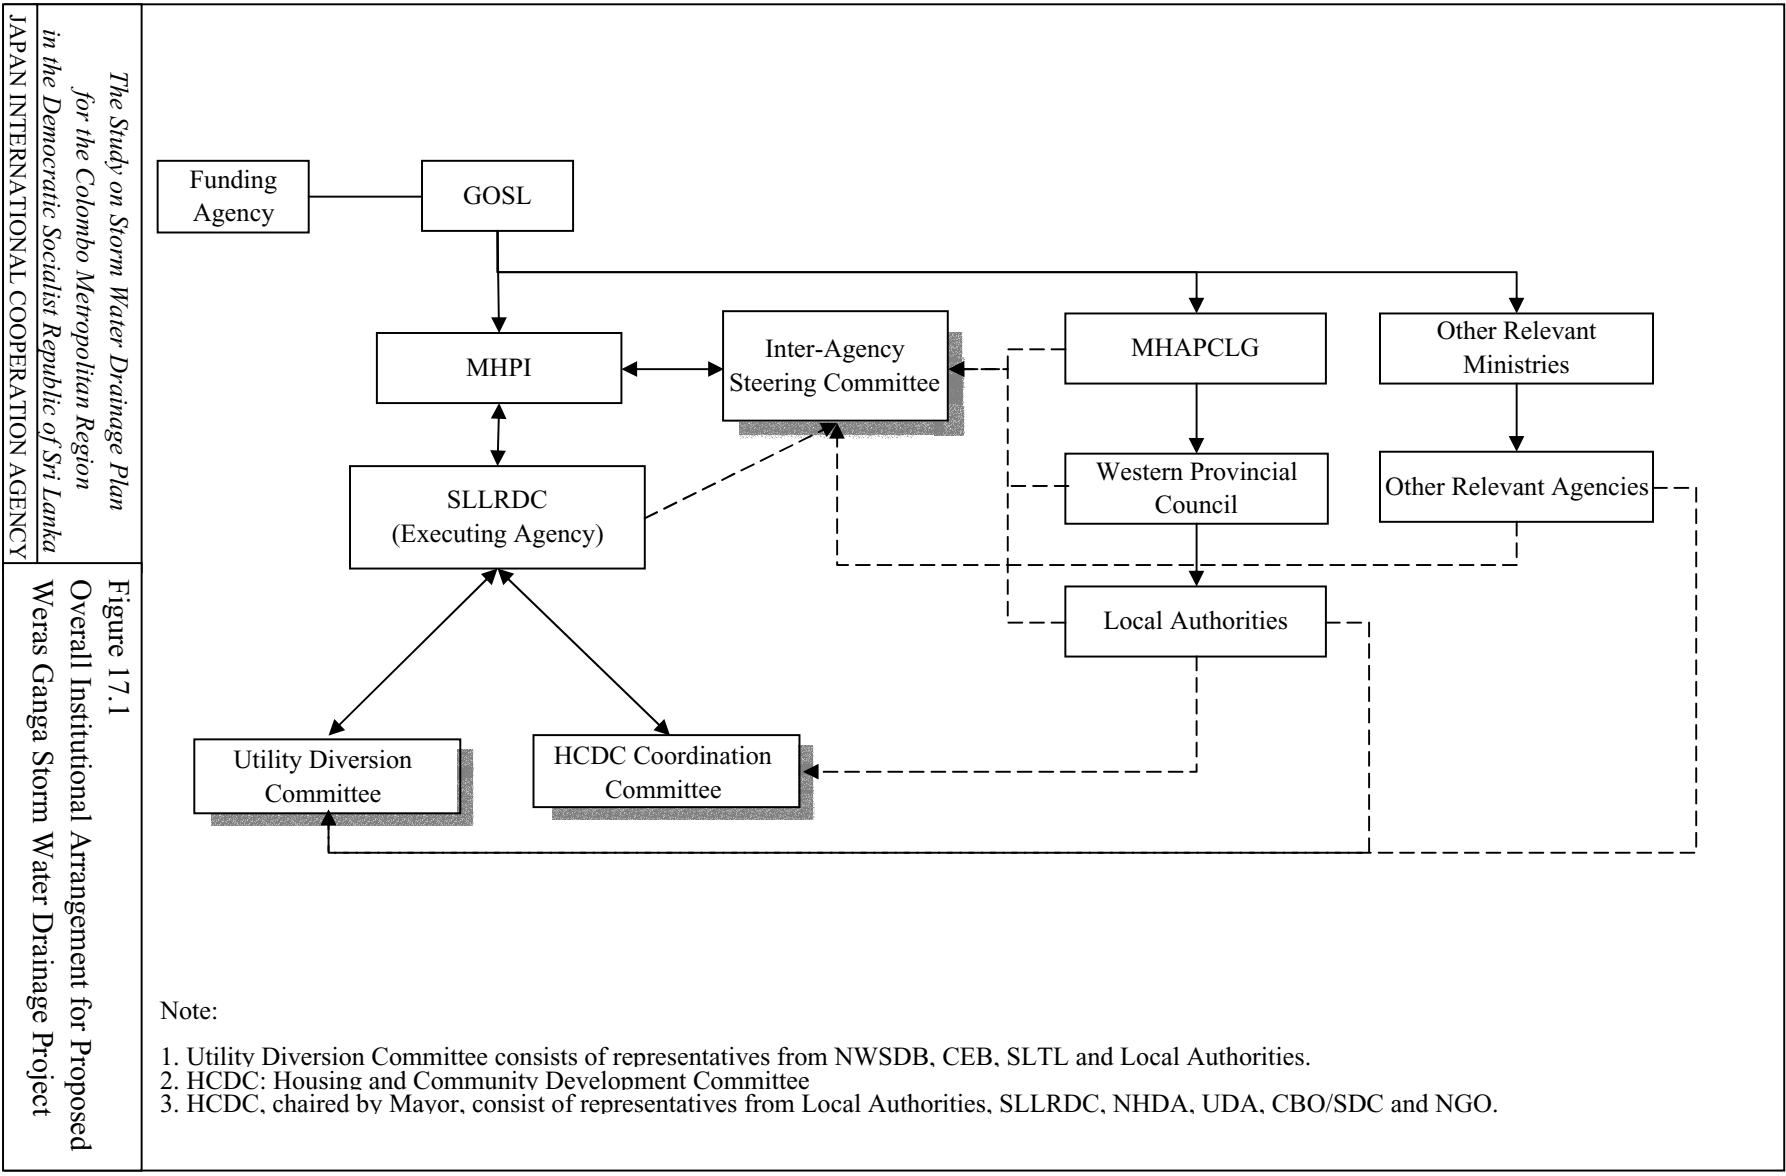 The Study on Storm Water Drainage Plan
for the Colombo Metropolitan Region
in the Democratic Socialist Republic of Sri Lanka
JAPAN INTERNATIONAL COOPERATION AGENCY
Figure 17.1
Overall Institutional Arrangement for Proposed
Weras Ganga Storm Water Drainage Project
Funding
Agency
GOSL
MHPI
Inter-Agency
Steering Committee
MHAPCLG
Other Relevant
Ministries
SLLRDC
(Executing Agency)
Western Provincial
Council
Other Relevant Agencies
Local Authorities
Utility Diversion
Committee
HCDC Coordination
Committee
Note:
1. Utility Diversion Committee consists of representatives from NWSDB, CEB, SLTL and Local Authorities.
2. HCDC: Housing and Community Development Committee
3. HCDC, chaired by Mayor, consist of representatives from Local Authorities, SLLRDC, NHDA, UDA, CBO/SDC and NGO.